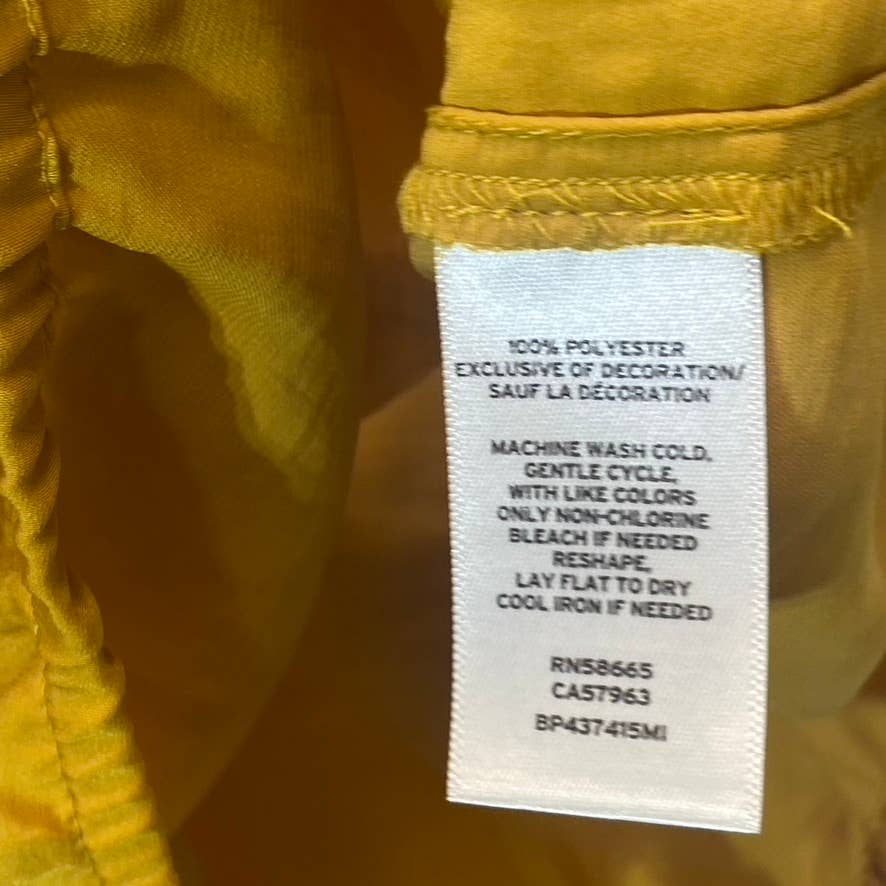 100% POLYESTER
EXCLUSIVE OF DECORATION/
SAUF LA DÉCORATION
MACHINE WASH COLD,
GENTLE CYCLE,
WITH LIKE COLORS
ONLY NON-CHLORINE
BLEACH IF NEEDED
RESHAPE,
LAY FLAT TO DRY
COOL IRON IF NEEDED
RN58665
CA57963
BP437415MI